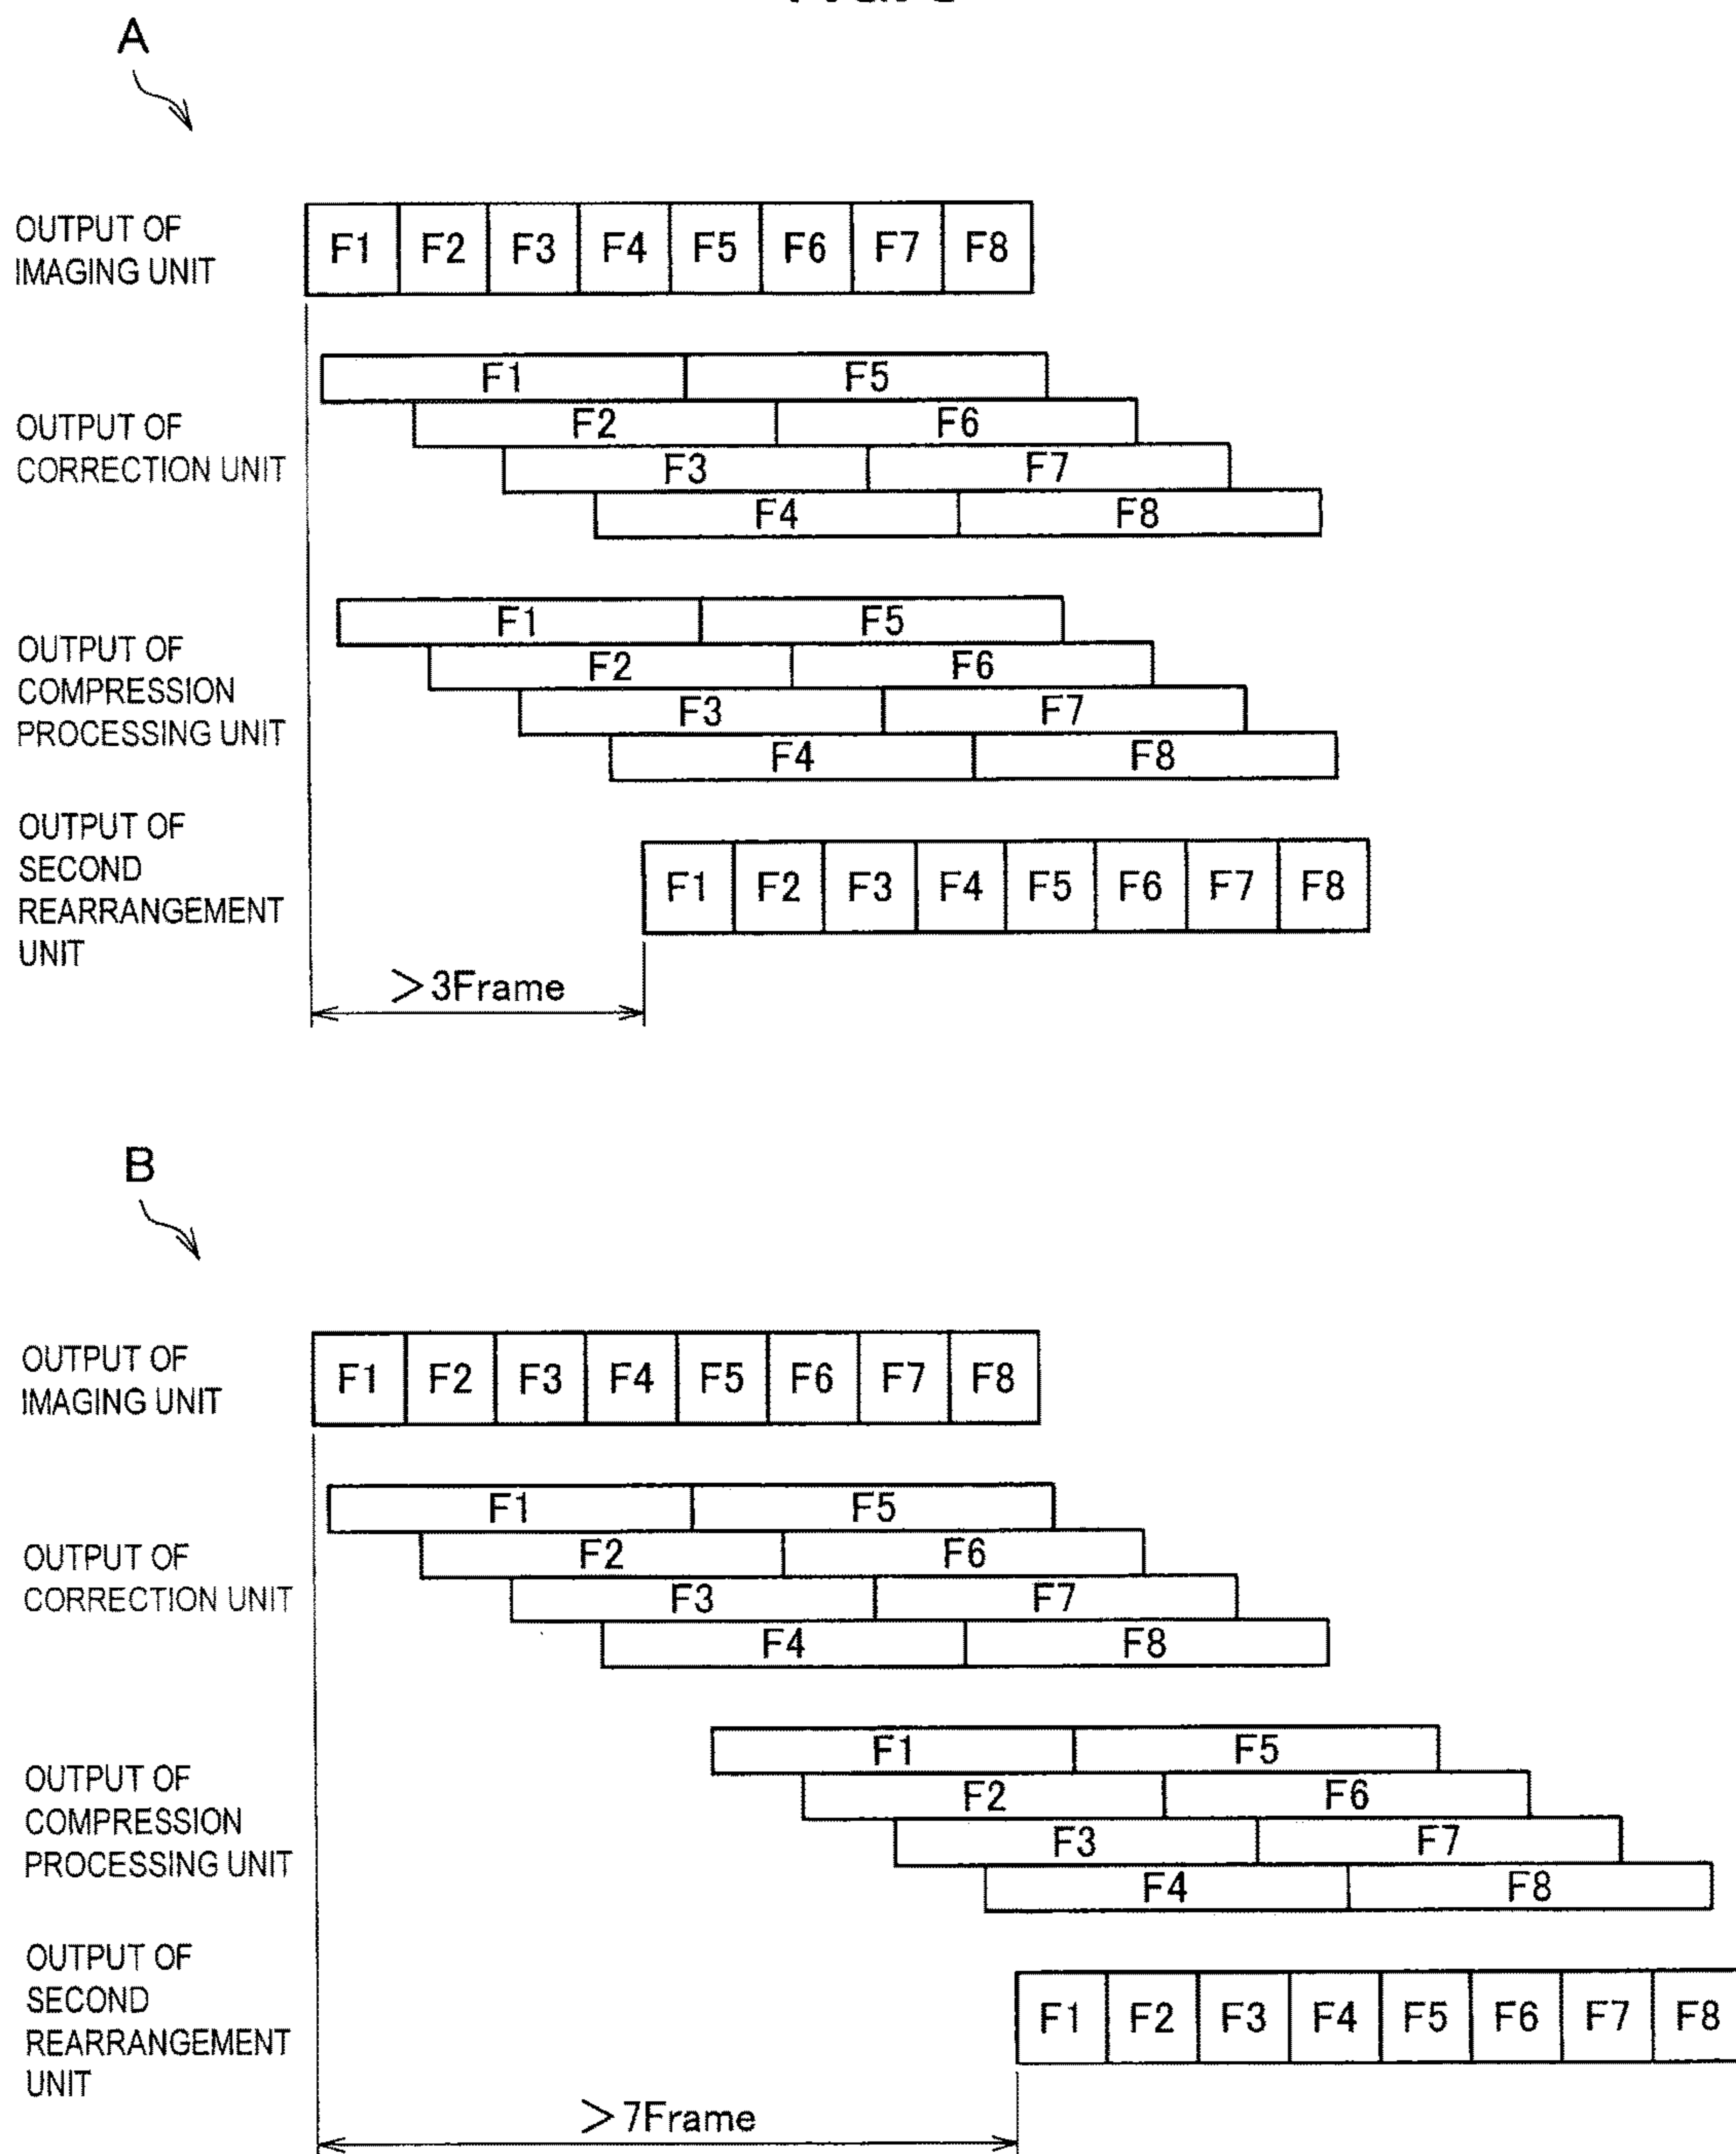 A
OUTPUT OF
IMAGING UNIT
F1 F2 F3 F4 F5 F6 F7 F8
OUTPUT OF
CORRECTION UNIT
F1 F5
F2 F6
F3 F7
F4 F8
OUTPUT OF
COMPRESSION
PROCESSING UNIT
F1 F5
F2 F6
F3 F7
F4 F8
OUTPUT OF
SECOND
REARRANGEMENT
UNIT
F1 F2 F3 F4 F5 F6 F7 F8
>3Frame
B
OUTPUT OF
IMAGING UNIT
F1 F2 F3 F4 F5 F6 F7 F8
OUTPUT OF
CORRECTION UNIT
F1 F5
F2 F6
F3 F7
F4 F8
OUTPUT OF
COMPRESSION
PROCESSING UNIT
F1 F5
F2 F6
F3 F7
F4 F8
OUTPUT OF
SECOND
REARRANGEMENT
UNIT
F1 F2 F3 F4 F5 F6 F7 F8
>7Frame